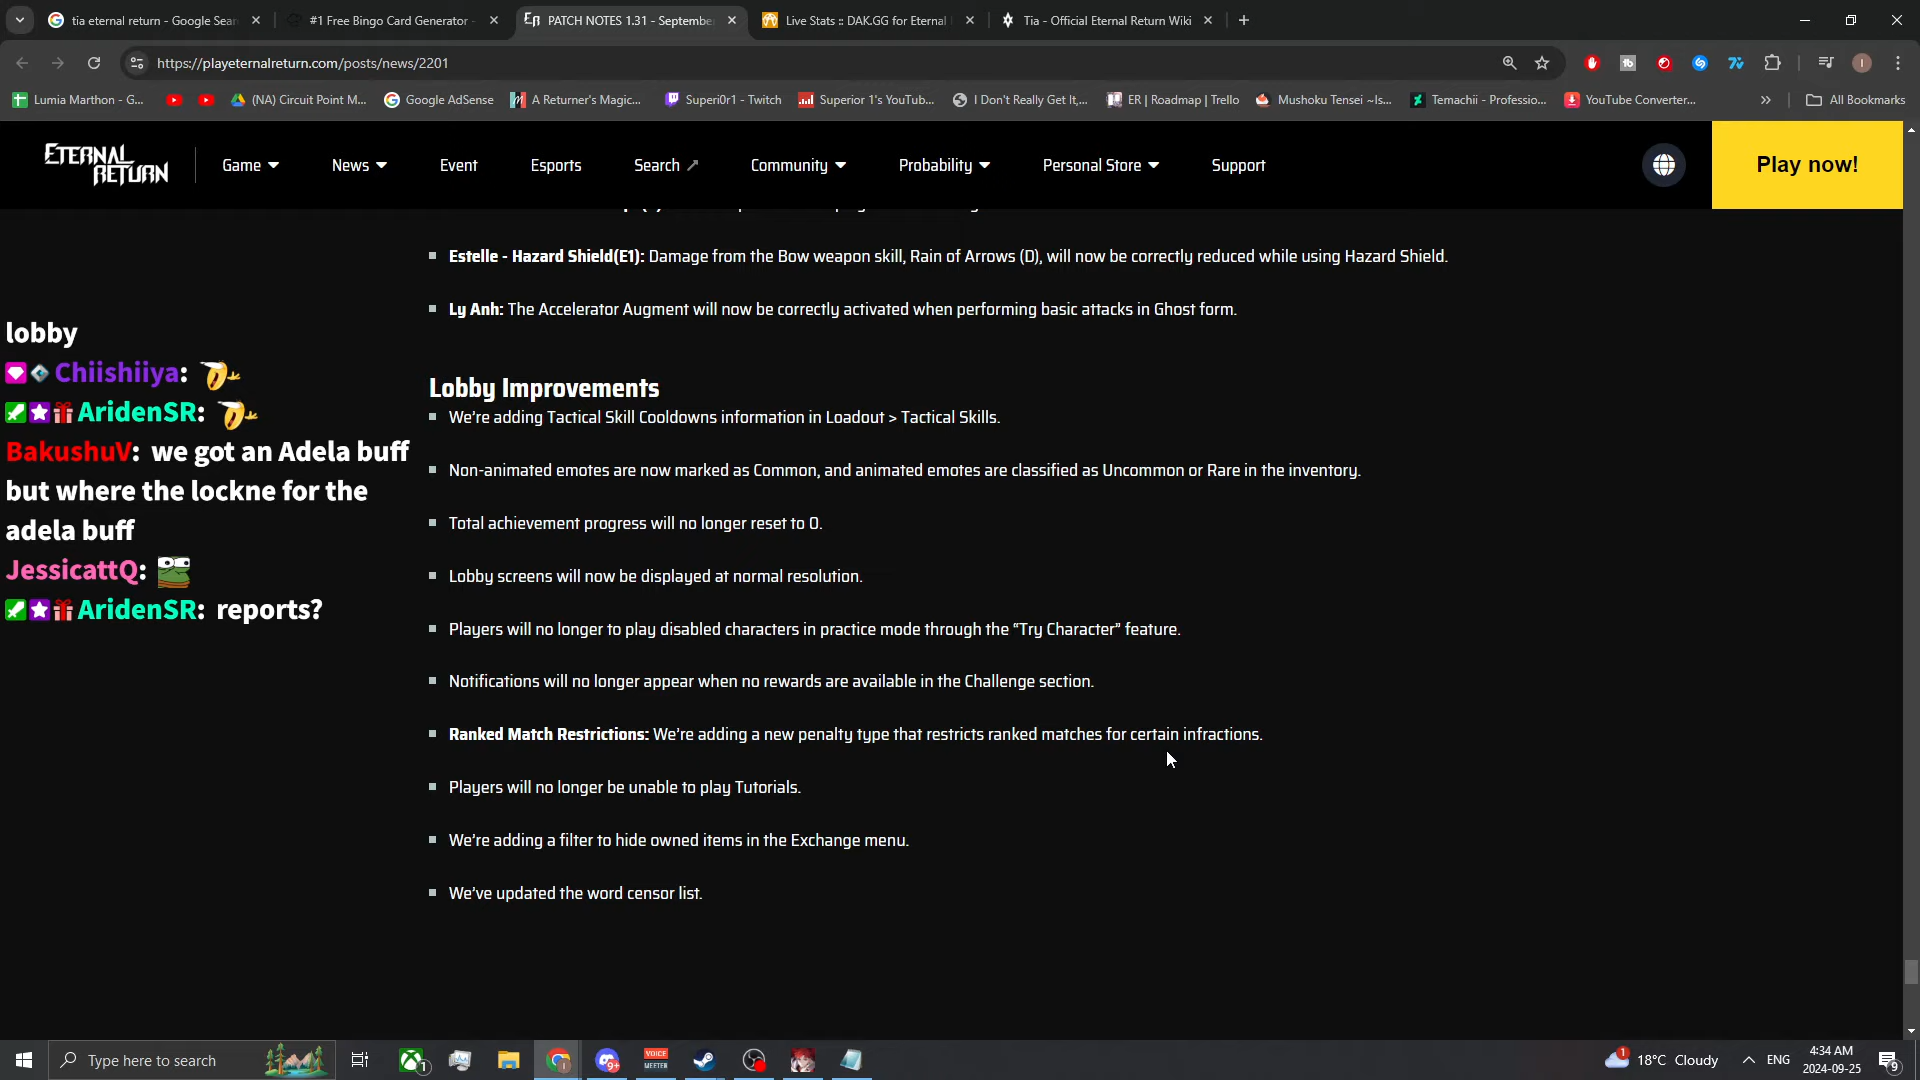 tia eternal return - Google Sear
#1 Free Bingo Card Generator -
PATCH NOTES 1.31 - Septembe
Live Stats :: DAK.GG for Eternal
Tia - Official Eternal Return Wiki
https://playeternalreturn.com/posts/news/2201
Lumia Marthon - G...
(NA) Circuit Point M...
Google AdSense
A Returner's Magic...
Superi0r1 - Twitch
Superior 1's YouTub...
I Don't Really Get It,...
ER | Roadmap | Trello
Mushoku Tensei ~Is...
Temachii - Professio...
YouTube Converter...
All Bookmarks
ETERNAL RETURN
Game
News
Event
Esports
Search
Community
Probability
Personal Store
Support
Play now!
Estelle - Hazard Shield(E1): Damage from the Bow weapon skill, Rain of Arrows (D), will now be correctly reduced while using Hazard Shield.
Ly Anh: The Accelerator Augment will now be correctly activated when performing basic attacks in Ghost form.
Lobby Improvements
We're adding Tactical Skill Cooldowns information in Loadout > Tactical Skills.
Non-animated emotes are now marked as Common, and animated emotes are classified as Uncommon or Rare in the inventory.
Total achievement progress will no longer reset to 0.
Lobby screens will now be displayed at normal resolution.
Players will no longer to play disabled characters in practice mode through the “Try Character” feature.
Notifications will no longer appear when no rewards are available in the Challenge section.
Ranked Match Restrictions: We're adding a new penalty type that restricts ranked matches for certain infractions.
Players will no longer be unable to play Tutorials.
We're adding a filter to hide owned items in the Exchange menu.
We've updated the word censor list.
lobby
Chiishiiya:
AridenSR:
BakushuV: we got an Adela buff
but where the lockne for the
adela buff
JessicattQ:
AridenSR: reports?
Type here to search
1
9+
VOICE
MEETER
1
18°C Cloudy
ENG
4:34 AM
2024-09-25
9